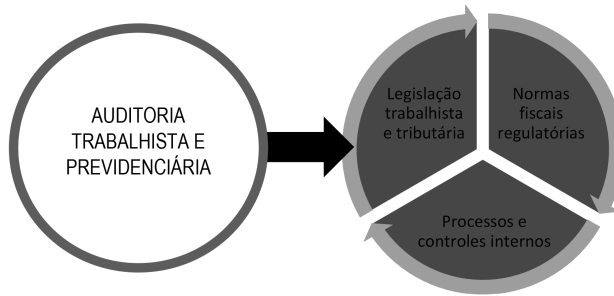 AUDITORIA
TRABALHISTA E
PREVIDENCIÁRIA
Legislação
trabalhista
e tributária
Normas
fiscais
regulatórias
Processos e
controles internos